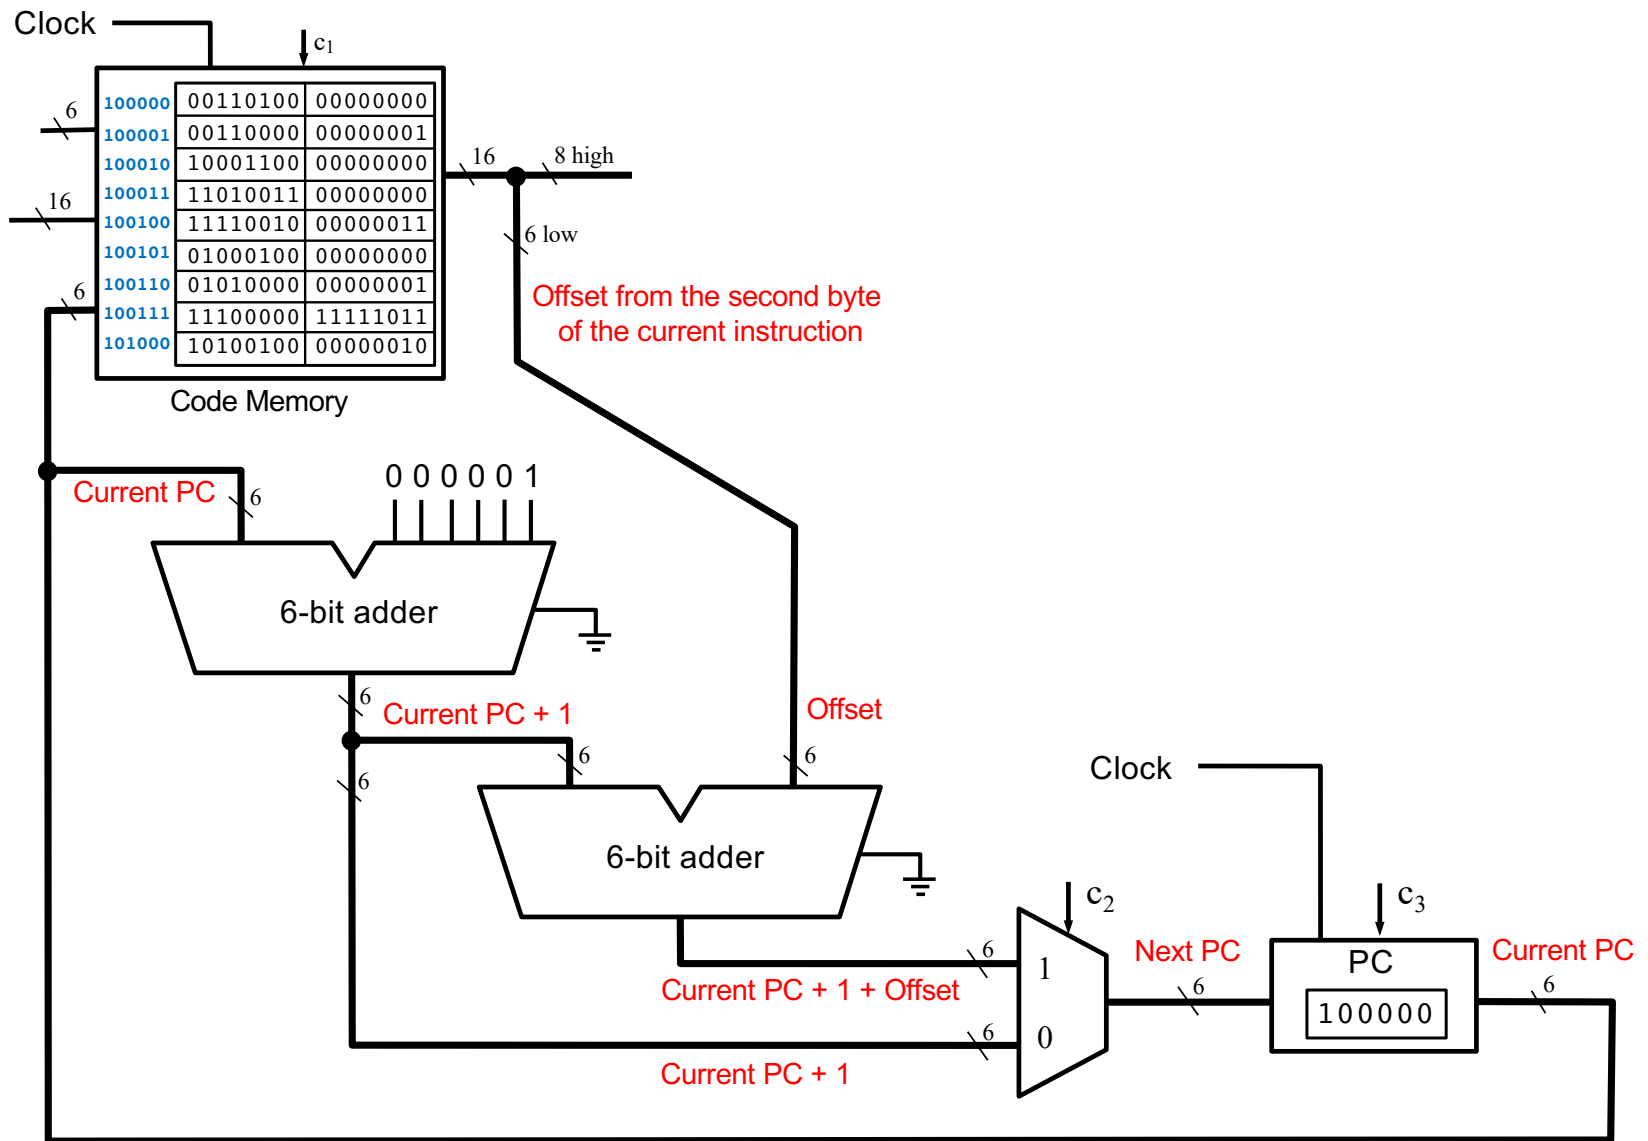 Clock
c₁
100000 00110100 00000000
100001 00110000 00000001
100010 10001100 00000000
100011 11010011 00000000
100100 11110010 00000011
100101 01000100 00000000
100110 01010000 00000001
100111 11100000 11111011
101000 10100100 00000010
6
16
6
16
8 high
6 low
Code Memory
Offset from the second byte
of the current instruction
Current PC
6
0 0 0 0 0 1
6-bit adder
6
Current PC + 1
6
6
Offset
6
6-bit adder
Clock
6
Current PC + 1 + Offset
6
Current PC + 1
c₂
1
0
Next PC
6
c₃
PC
100000
Current PC
6